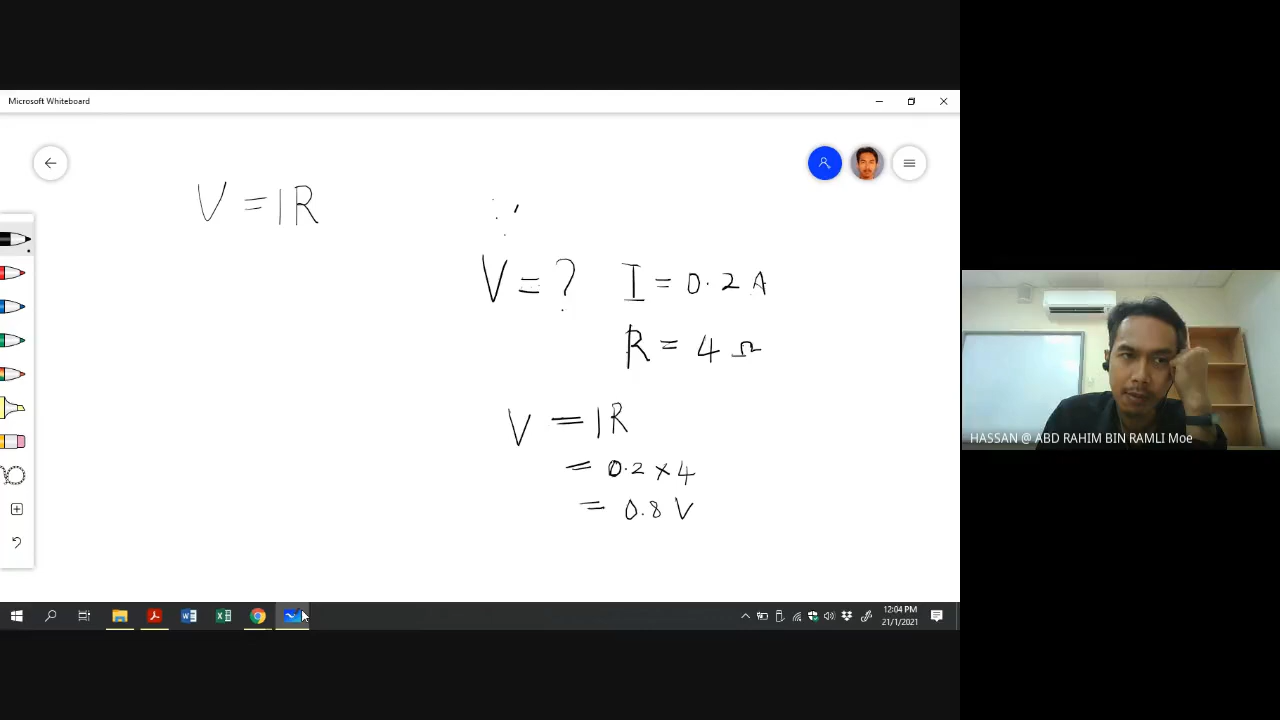 Microsoft Whiteboard
V = IR
V = ? I = 0.2 A
R = 4 Ω
V = IR
= 0.2 x 4
= 0.8 V
HASSAN @ ABD RAHIM BIN RAMLI Moe
12:04 PM
21/1/2021